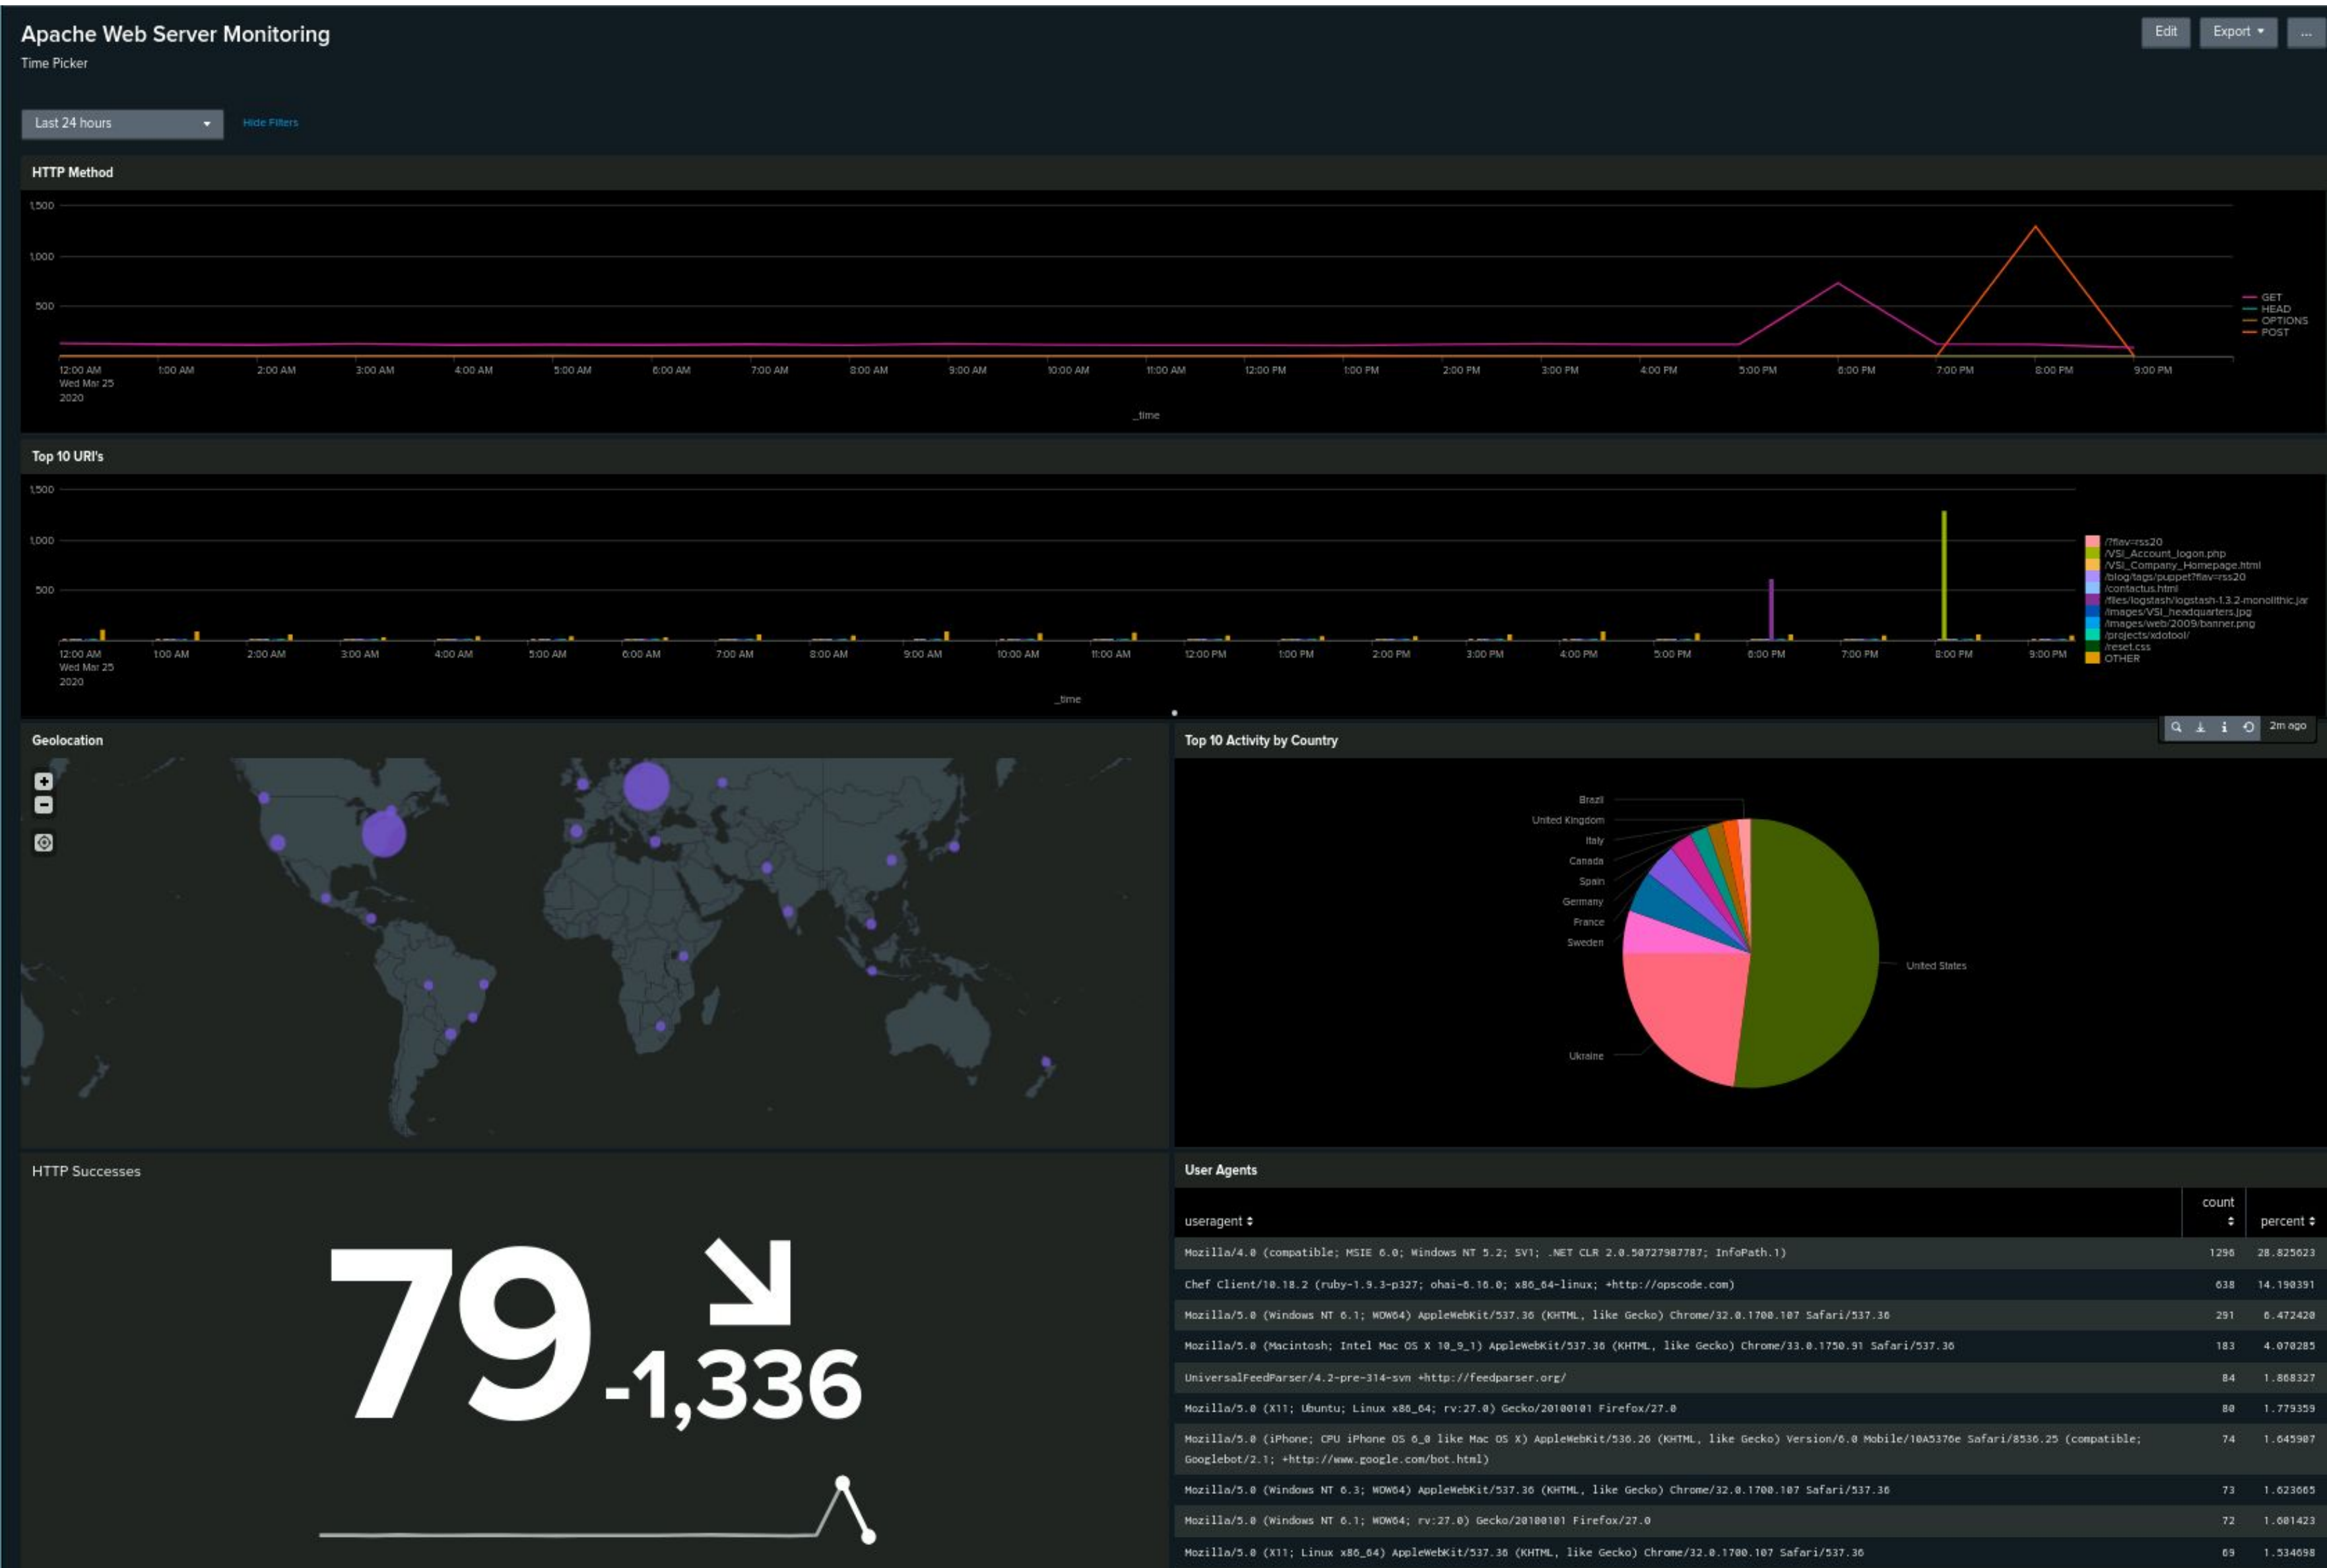 Apache Web Server Monitoring
Edit
Export
...
Time Picker
Last 24 hours
Hide Filters
HTTP Method
1,500
1,000
500
GET
HEAD
OPTIONS
POST
12:00 AM 1:00 AM 2:00 AM 3:00 AM 4:00 AM 5:00 AM 6:00 AM 7:00 AM 8:00 AM 9:00 AM 10:00 AM 11:00 AM 12:00 PM 1:00 PM 2:00 PM 3:00 PM 4:00 PM 5:00 PM 6:00 PM 7:00 PM 8:00 PM 9:00 PM
Wed Mar 25
2020
_time
Top 10 URI's
1,500
1,000
500
/?flav=rss20
/VSI_Account_logon.php
/VSI_Company_Homepage.html
/blog/tags/puppet?flav=rss20
/contactus.html
/files/logstash/logstash-1.3.2-monolithic.jar
/images/VSI_headquarters.jpg
/images/web/2009/banner.png
/projects/xdotool/
/reset.css
OTHER
12:00 AM 1:00 AM 2:00 AM 3:00 AM 4:00 AM 5:00 AM 6:00 AM 7:00 AM 8:00 AM 9:00 AM 10:00 AM 11:00 AM 12:00 PM 1:00 PM 2:00 PM 3:00 PM 4:00 PM 5:00 PM 6:00 PM 7:00 PM 8:00 PM 9:00 PM
Wed Mar 25
2020
_time
2m ago
Geolocation
Top 10 Activity by Country
Brazil
United Kingdom
Italy
Canada
Spain
Germany
France
Sweden
United States
Ukraine
HTTP Successes
79
-1,336
User Agents
useragent count percent
Mozilla/4.0 (compatible; MSIE 6.0; Windows NT 5.2; SV1; .NET CLR 2.0.50727987787; InfoPath.1) 1296 28.825623
Chef Client/10.18.2 (ruby-1.9.3-p327; ohai-6.16.0; x86_64-linux; +http://opscode.com) 638 14.190391
Mozilla/5.0 (Windows NT 6.1; WOW64) AppleWebKit/537.36 (KHTML, like Gecko) Chrome/32.0.1700.107 Safari/537.36 291 6.472420
Mozilla/5.0 (Macintosh; Intel Mac OS X 10_9_1) AppleWebKit/537.36 (KHTML, like Gecko) Chrome/33.0.1750.91 Safari/537.36 183 4.070285
UniversalFeedParser/4.2-pre-314-svn +http://feedparser.org/ 84 1.868327
Mozilla/5.0 (X11; Ubuntu; Linux x86_64; rv:27.0) Gecko/20100101 Firefox/27.0 80 1.779359
Mozilla/5.0 (iPhone; CPU iPhone OS 6_0 like Mac OS X) AppleWebKit/536.26 (KHTML, like Gecko) Version/6.0 Mobile/10A5376e Safari/8536.25 (compatible; 74 1.645907
Googlebot/2.1; +http://www.google.com/bot.html)
Mozilla/5.0 (Windows NT 6.3; WOW64) AppleWebKit/537.36 (KHTML, like Gecko) Chrome/32.0.1700.107 Safari/537.36 73 1.623665
Mozilla/5.0 (Windows NT 6.1; WOW64; rv:27.0) Gecko/20100101 Firefox/27.0 72 1.601423
Mozilla/5.0 (X11; Linux x86_64) AppleWebKit/537.36 (KHTML, like Gecko) Chrome/32.0.1700.107 Safari/537.36 69 1.534698